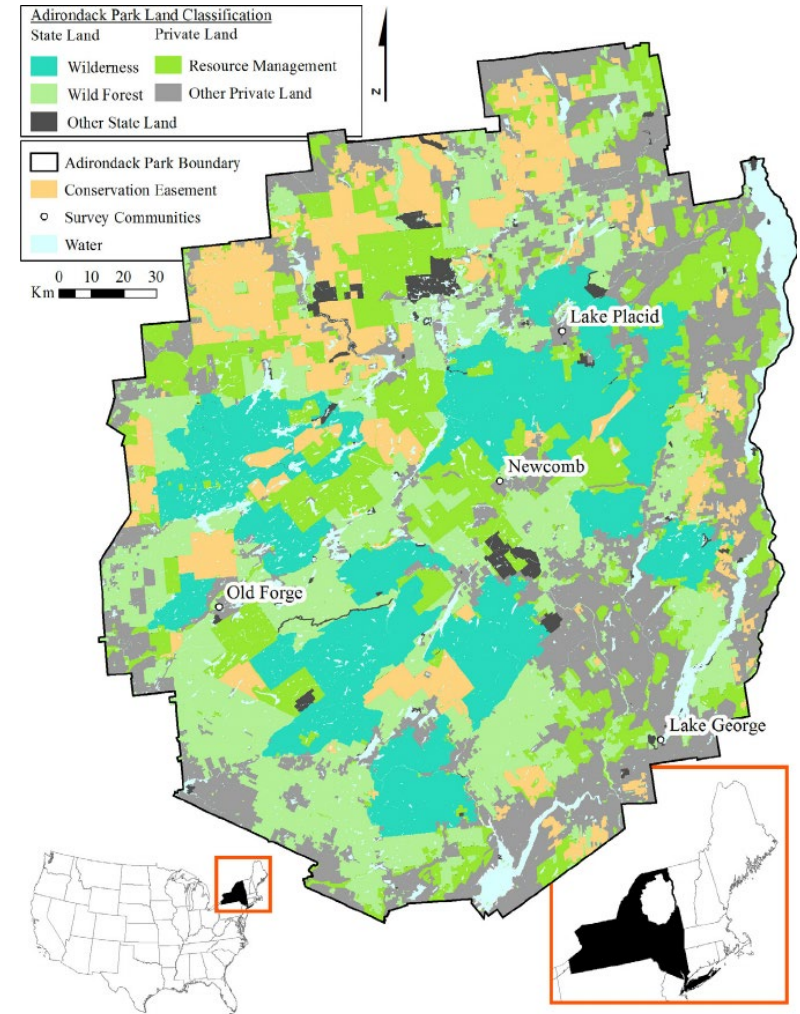 Adirondack Park Land Classification
State Land Private Land
Wilderness Resource Management
Wild Forest Other Private Land
Other State Land
N
Adirondack Park Boundary
Conservation Easement
Survey Communities
Water
0 10 20 30
Km
Lake Placid
Newcomb
Old Forge
Lake George